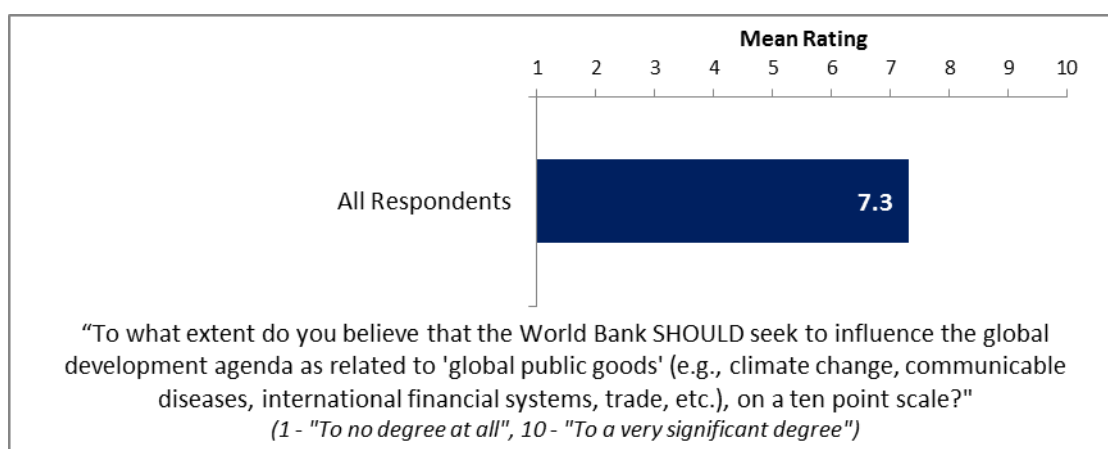 Mean Rating
1 2 3 4 5 6 7 8 9 10
All Respondents 7.3
“To what extent do you believe that the World Bank SHOULD seek to influence the global
development agenda as related to 'global public goods' (e.g., climate change, communicable
diseases, international financial systems, trade, etc.), on a ten point scale?"
(1 - "To no degree at all", 10 - "To a very significant degree")